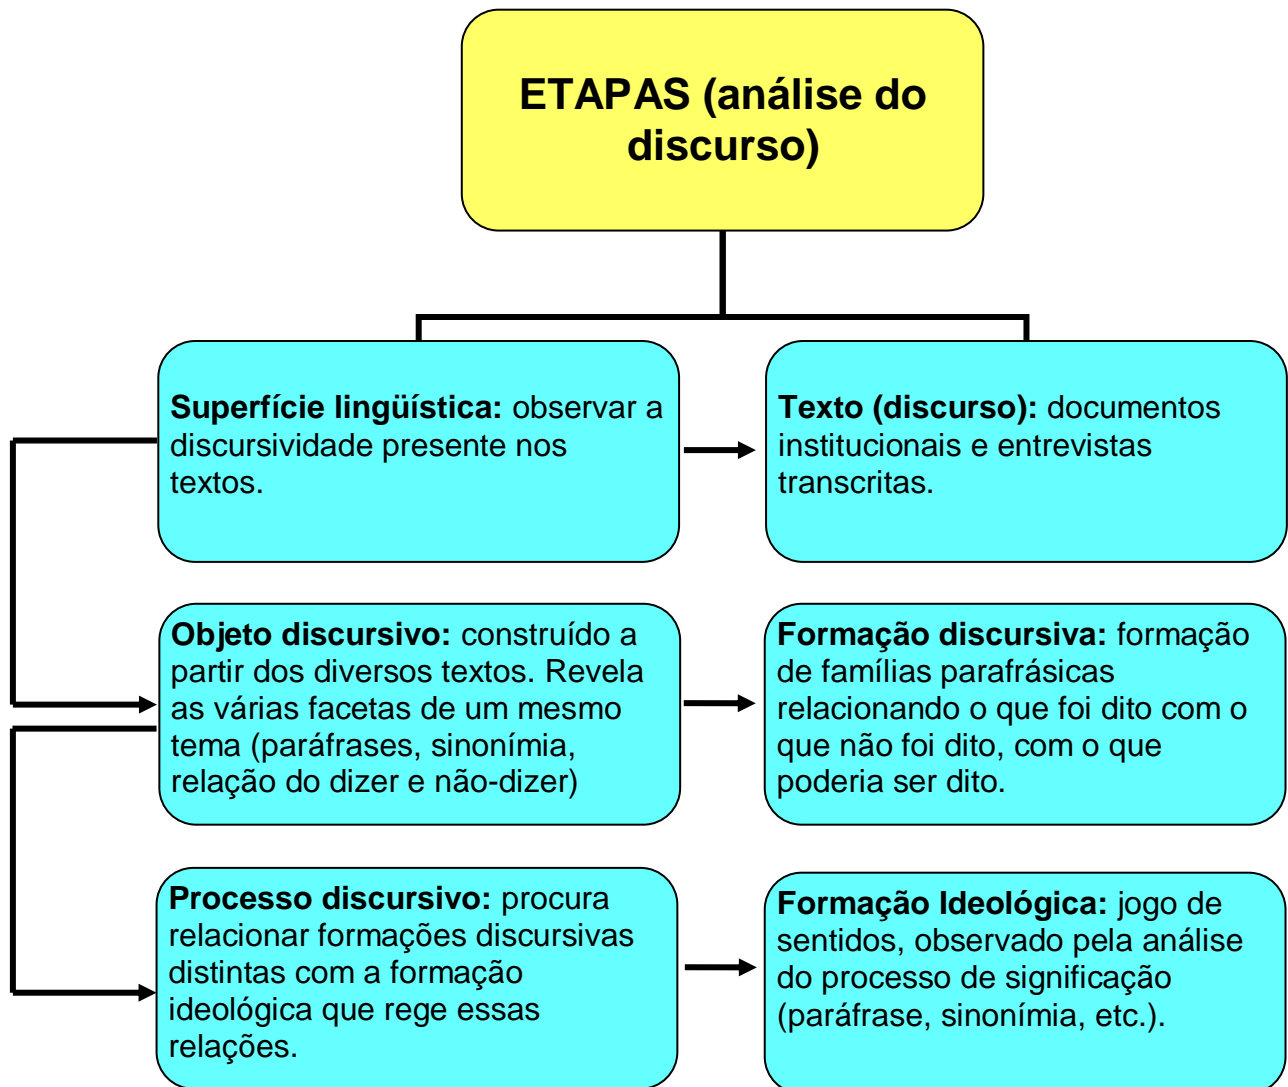 ETAPAS (análise do
discurso)
Superfície lingüística: observar a
discursividade presente nos
textos.
Texto (discurso): documentos
institucionais e entrevistas
transcritas.
Objeto discursivo: construído a
partir dos diversos textos. Revela
as várias facetas de um mesmo
tema (paráfrases, sinonímia,
relação do dizer e não-dizer)
Formação discursiva: formação
de famílias parafrásicas
relacionando o que foi dito com o
que não foi dito, com o que
poderia ser dito.
Processo discursivo: procura
relacionar formações discursivas
distintas com a formação
ideológica que rege essas
relações.
Formação Ideológica: jogo de
sentidos, observado pela análise
do processo de significação
(paráfrase, sinonímia, etc.).